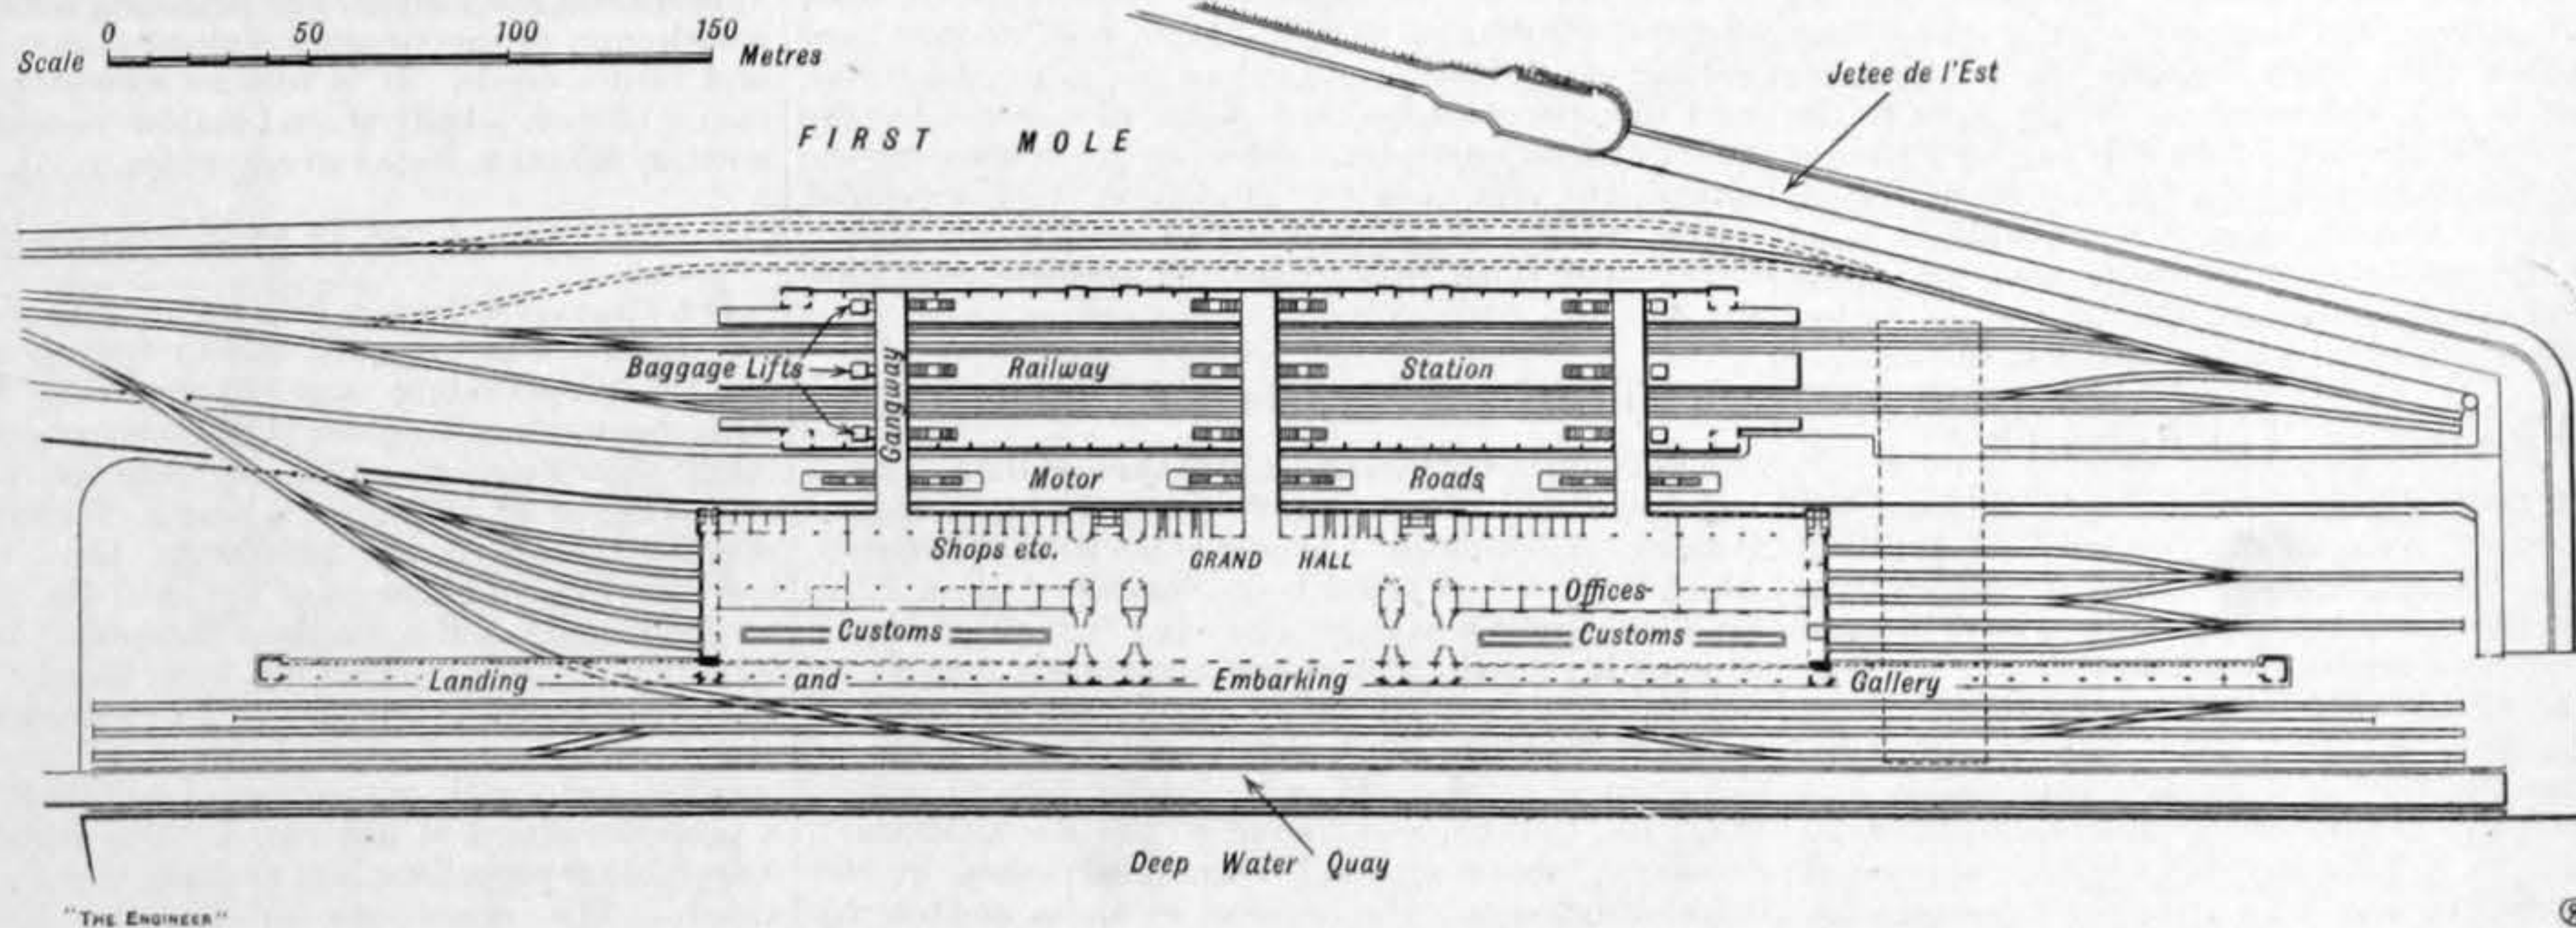 0 50 100 150
Scale Metres
Jetee de l'Est
FIRST MOLE
Baggage Lifts
Gangway
Railway Station
Motor Roads
Shops etc.
GRAND HALL
Offices
Customs Customs
Landing and Embarking Gallery
Deep Water Quay
"THE ENGINEER"